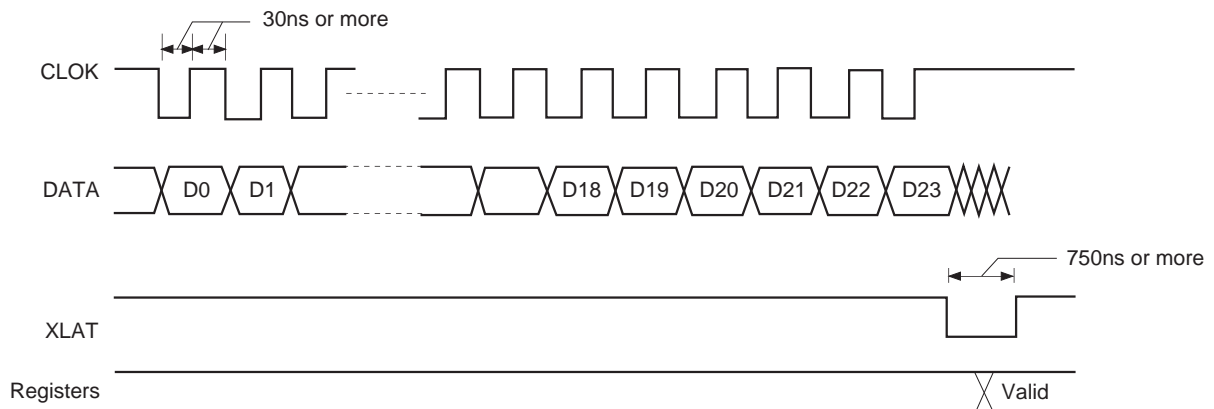 30ns or more
CLOK
DATA
D0 D1 D18 D19 D20 D21 D22 D23
750ns or more
XLAT
Registers Valid